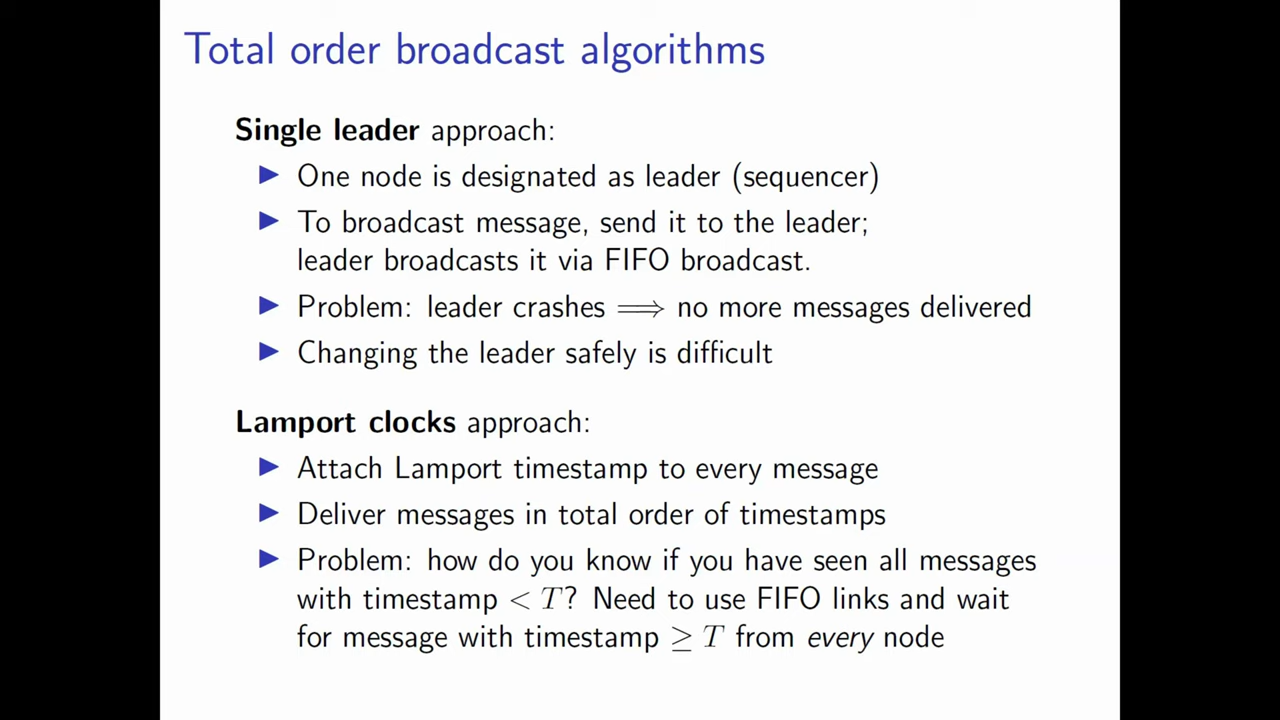 Total order broadcast algorithms
Single leader approach:
▶ One node is designated as leader (sequencer)
▶ To broadcast message, send it to the leader;
leader broadcasts it via FIFO broadcast.
▶ Problem: leader crashes ⟹ no more messages delivered
▶ Changing the leader safely is difficult
Lamport clocks approach:
▶ Attach Lamport timestamp to every message
▶ Deliver messages in total order of timestamps
▶ Problem: how do you know if you have seen all messages
with timestamp < T? Need to use FIFO links and wait
for message with timestamp ≥ T from every node